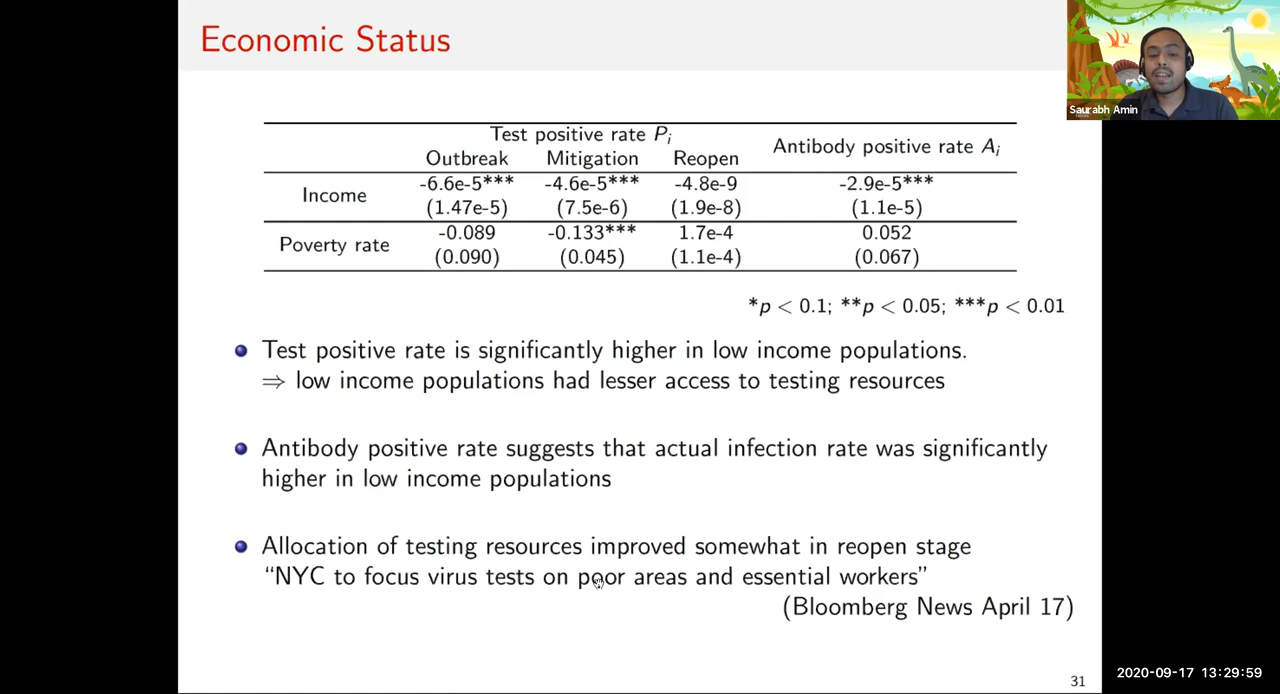 Economic Status
Saurabh Amin
Test positive rate Pi
Antibody positive rate Ai
Outbreak Mitigation Reopen
Income
-6.6e-5*** -4.6e-5*** -4.8e-9 -2.9e-5***
(1.47e-5) (7.5e-6) (1.9e-8) (1.1e-5)
Poverty rate
-0.089 -0.133*** 1.7e-4 0.052
(0.090) (0.045) (1.1e-4) (0.067)
*p < 0.1; **p < 0.05; ***p < 0.01
Test positive rate is significantly higher in low income populations.
⇒ low income populations had lesser access to testing resources
Antibody positive rate suggests that actual infection rate was significantly
higher in low income populations
Allocation of testing resources improved somewhat in reopen stage
“NYC to focus virus tests on poor areas and essential workers”
(Bloomberg News April 17)
31
2020-09-17 13:29:59